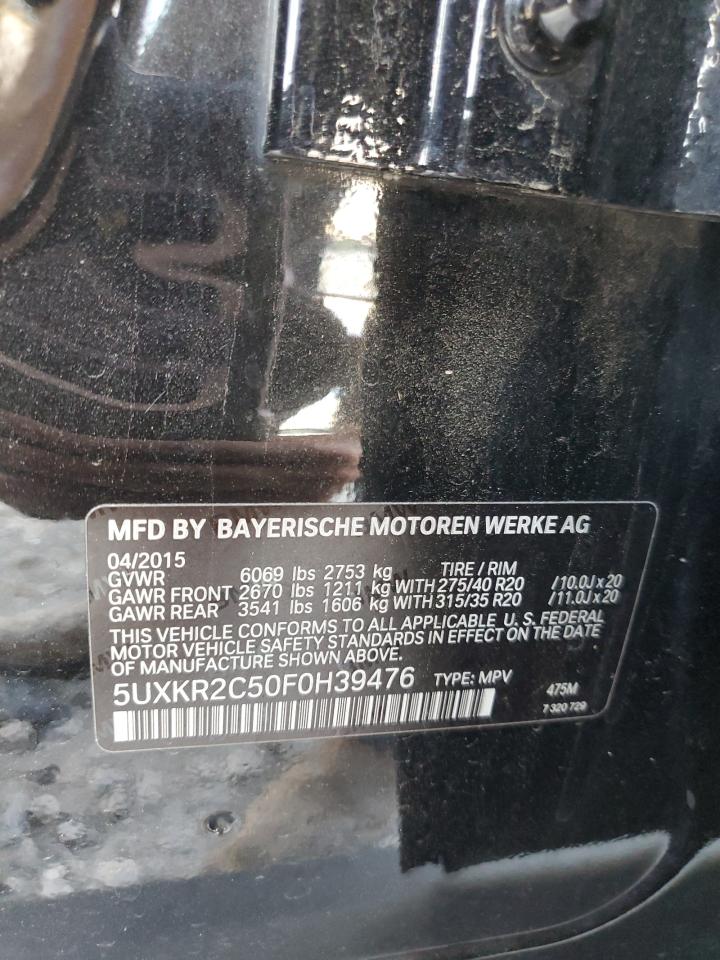 MFD BY BAYERISCHE MOTOREN WERKE AG
04/2015
GVWR 6069 lbs 2753 kg TIRE / RIM
GAWR FRONT 2670 lbs 1211 kg WITH 275/40 R20 /10.0J x 20
GAWR REAR 3541 lbs 1606 kg WITH 315/35 R20 /11.0J x 20
THIS VEHICLE CONFORMS TO ALL APPLICABLE U. S. FEDERAL
MOTOR VEHICLE SAFETY STANDARDS IN EFFECT ON THE DATE
OF MANUFACTURE SHOWN ABOVE.
5UXKR2C50F0H39476 TYPE: MPV 475M
7 320 729